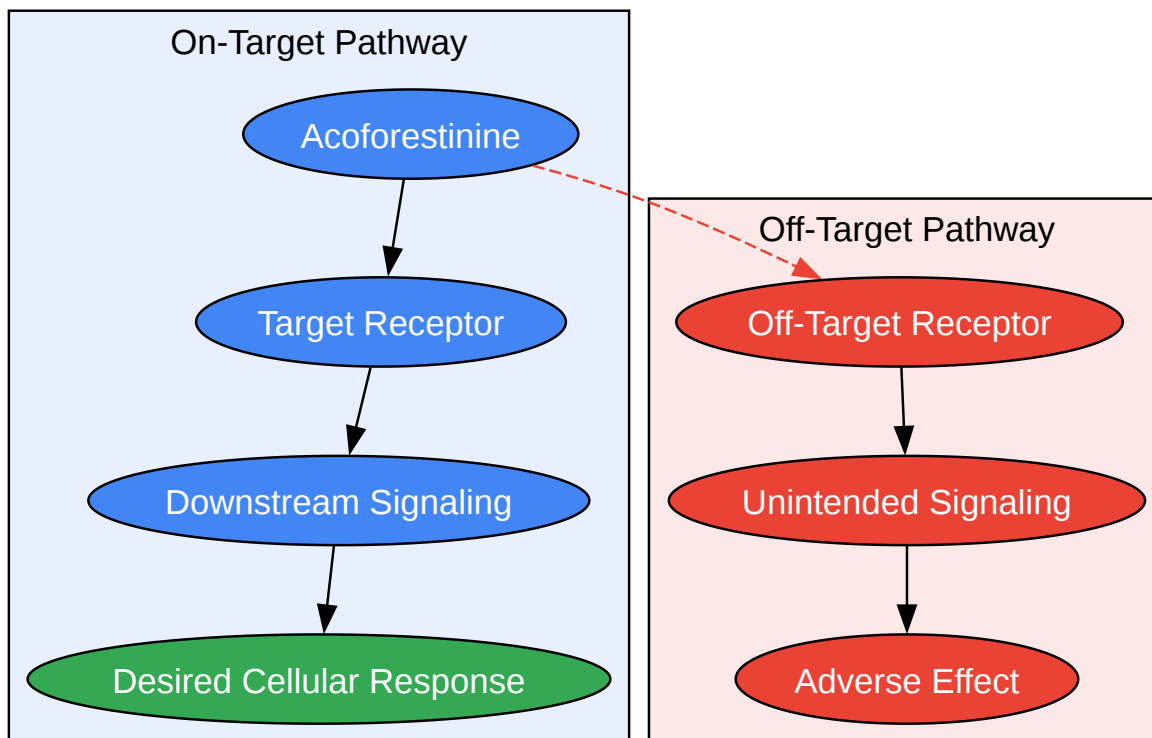 On-Target Pathway
Acoforestinine
Target Receptor
Downstream Signaling
Desired Cellular Response
Off-Target Pathway
Off-Target Receptor
Unintended Signaling
Adverse Effect